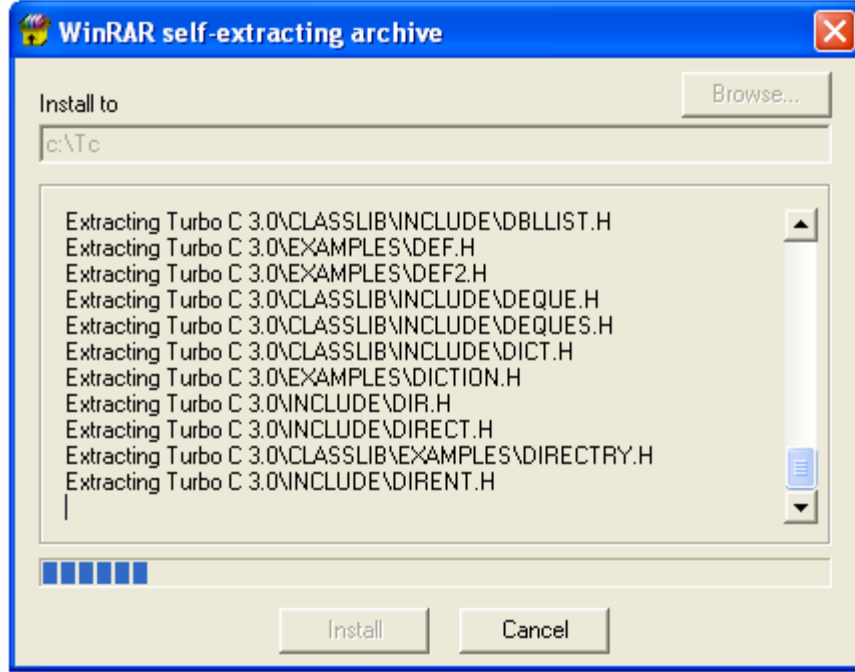 WinRAR self-extracting archive
Browse...
Install to
c:\Tc
Extracting Turbo C 3.0\CLASSLIB\INCLUDE\DBLLIST.H
Extracting Turbo C 3.0\EXAMPLES\DEF.H
Extracting Turbo C 3.0\EXAMPLES\DEF2.H
Extracting Turbo C 3.0\CLASSLIB\INCLUDE\DEQUE.H
Extracting Turbo C 3.0\CLASSLIB\INCLUDE\DEQUES.H
Extracting Turbo C 3.0\CLASSLIB\INCLUDE\DICT.H
Extracting Turbo C 3.0\EXAMPLES\DICTION.H
Extracting Turbo C 3.0\INCLUDE\DIR.H
Extracting Turbo C 3.0\INCLUDE\DIRECT.H
Extracting Turbo C 3.0\CLASSLIB\EXAMPLES\DIRECTRY.H
Extracting Turbo C 3.0\INCLUDE\DIRENT.H
Install Cancel